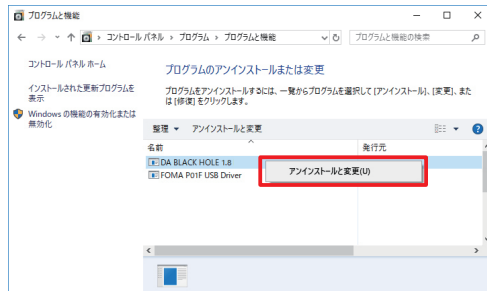 プログラムと機能
コントロール パネル › プログラム › プログラムと機能
プログラムと機能の検索
コントロール パネル ホーム
インストールされた更新プログラムを
表示
Windows の機能の有効化または
無効化
プログラムのアンインストールまたは変更
プログラムをアンインストールするには、一覧からプログラムを選択して [アンインストール]、[変更]、また
は [修復] をクリックします。
整理 ▼ アンインストールと変更
名前
発行元
DA BLACK HOLE 1.8
アンインストールと変更(U)
FOMA P01F USB Driver